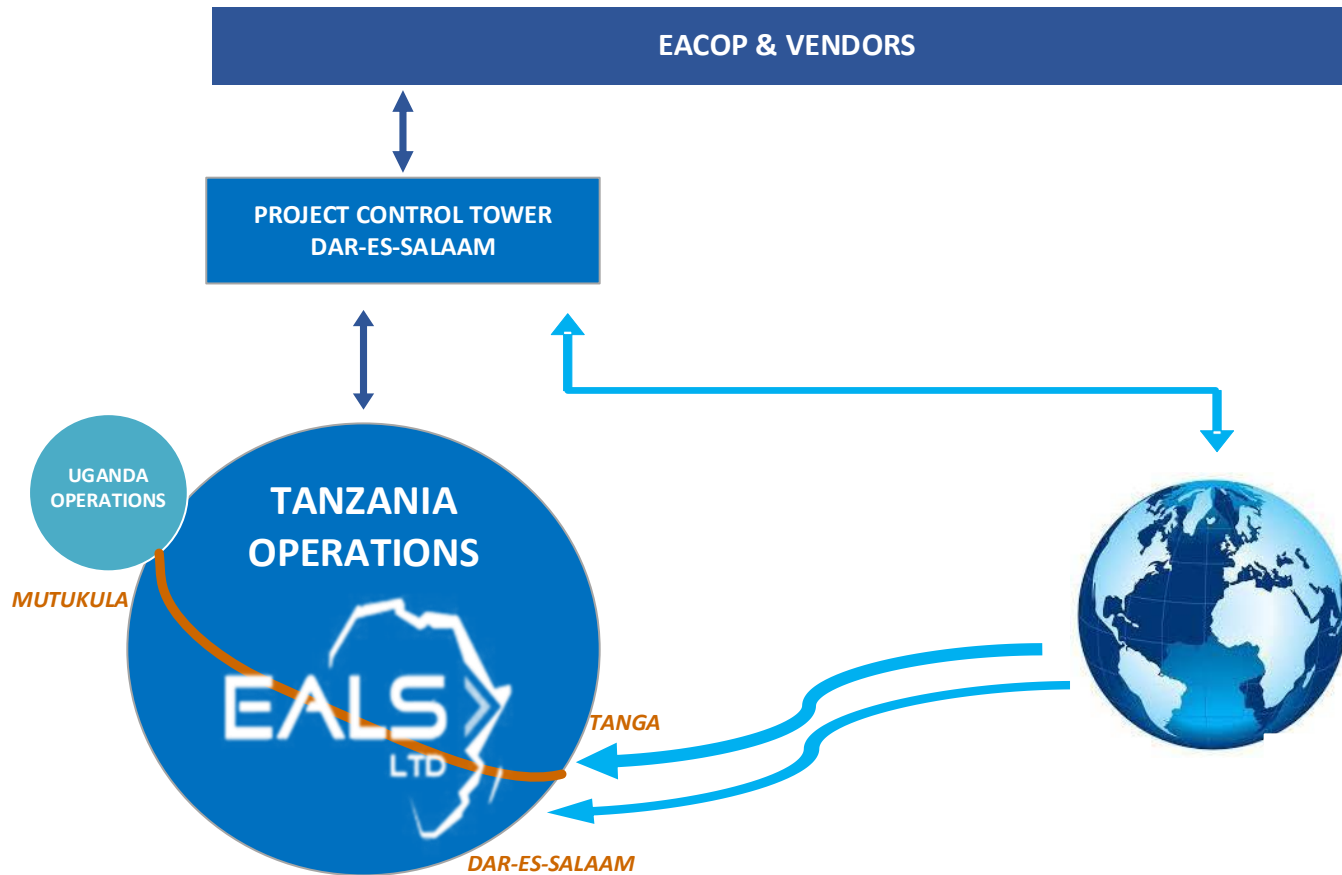 EACOP & VENDORS
PROJECT CONTROL TOWER
DAR-ES-SALAAM
UGANDA
OPERATIONS
TANZANIA
OPERATIONS
MUTUKULA
EALS
LTD
TANGA
DAR-ES-SALAAM